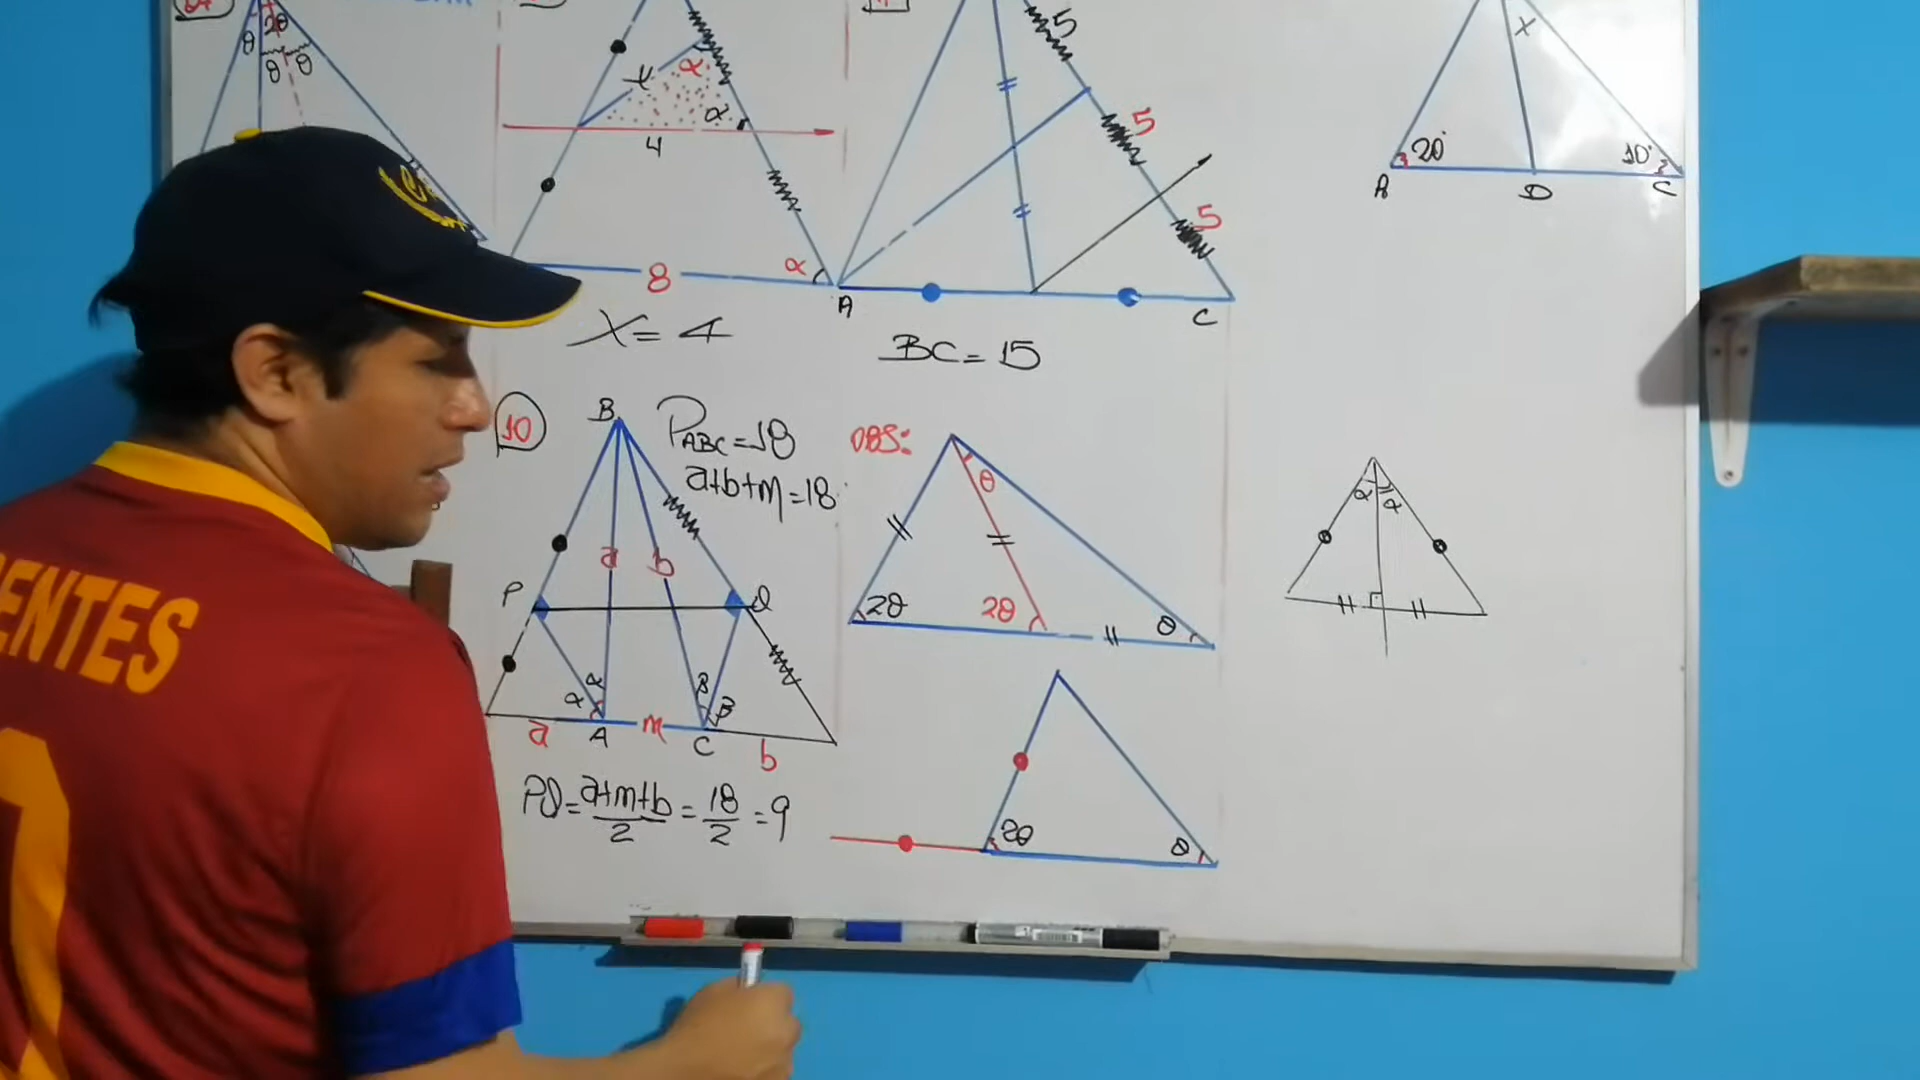 2θ
θ
θ
θ
x
α
α
4
8
α
X = 4
5
5
5
A
C
BC = 15
x
20°
10°
A
D
C
10
B
P_ABC = 18
a+b+m = 18
a
b
P
Q
α
α
β
β
a
A
m
C
b
PQ = a+m+b/2 = 18/2 = 9
OBS:
θ
2θ
2θ
θ
2θ
θ
α
α
ENTES